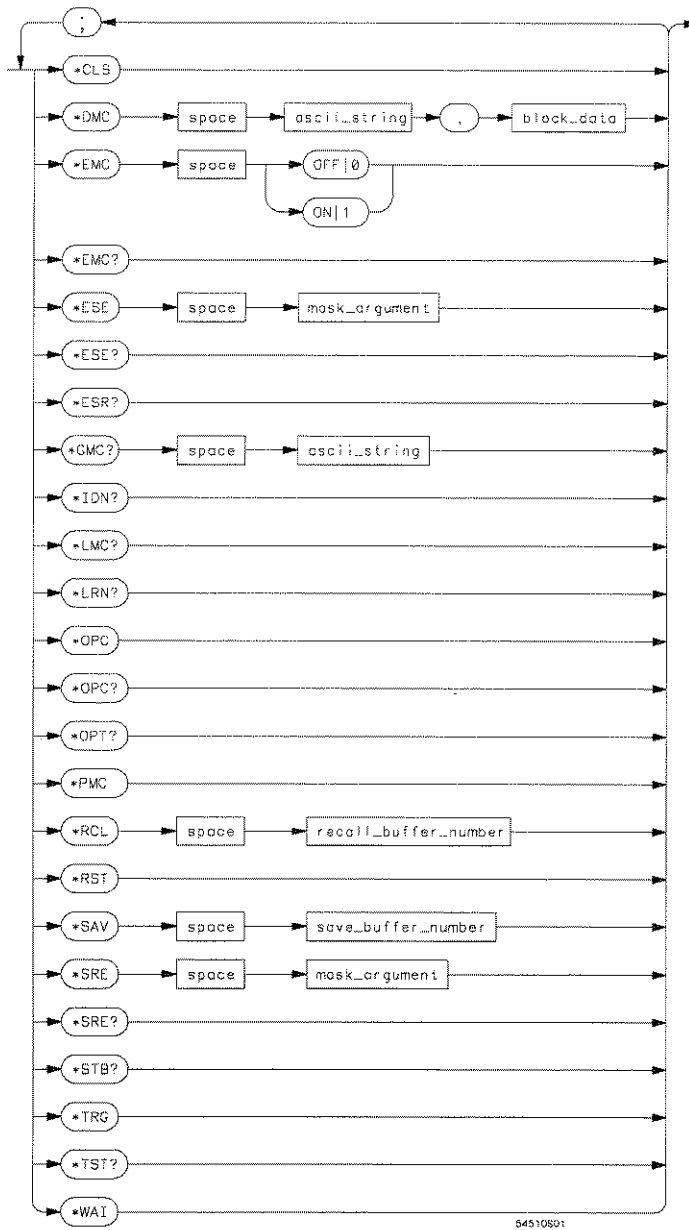 ;
*CLS
*DMC space ascii_string , block_data
*EMC space OFF|0
ON|1
*EMC?
*ESE space mask_argument
*ESE?
*ESR?
*GMC? space ascii_string
*IDN?
*LMC?
*LRN?
*OPC
*OPC?
*OPT?
*PMC
*RCL space recall_buffer_number
*RST
*SAV space save_buffer_number
*SRE space mask_argument
*SRE?
*STB?
*TRG
*TST?
*WAI
54510S01